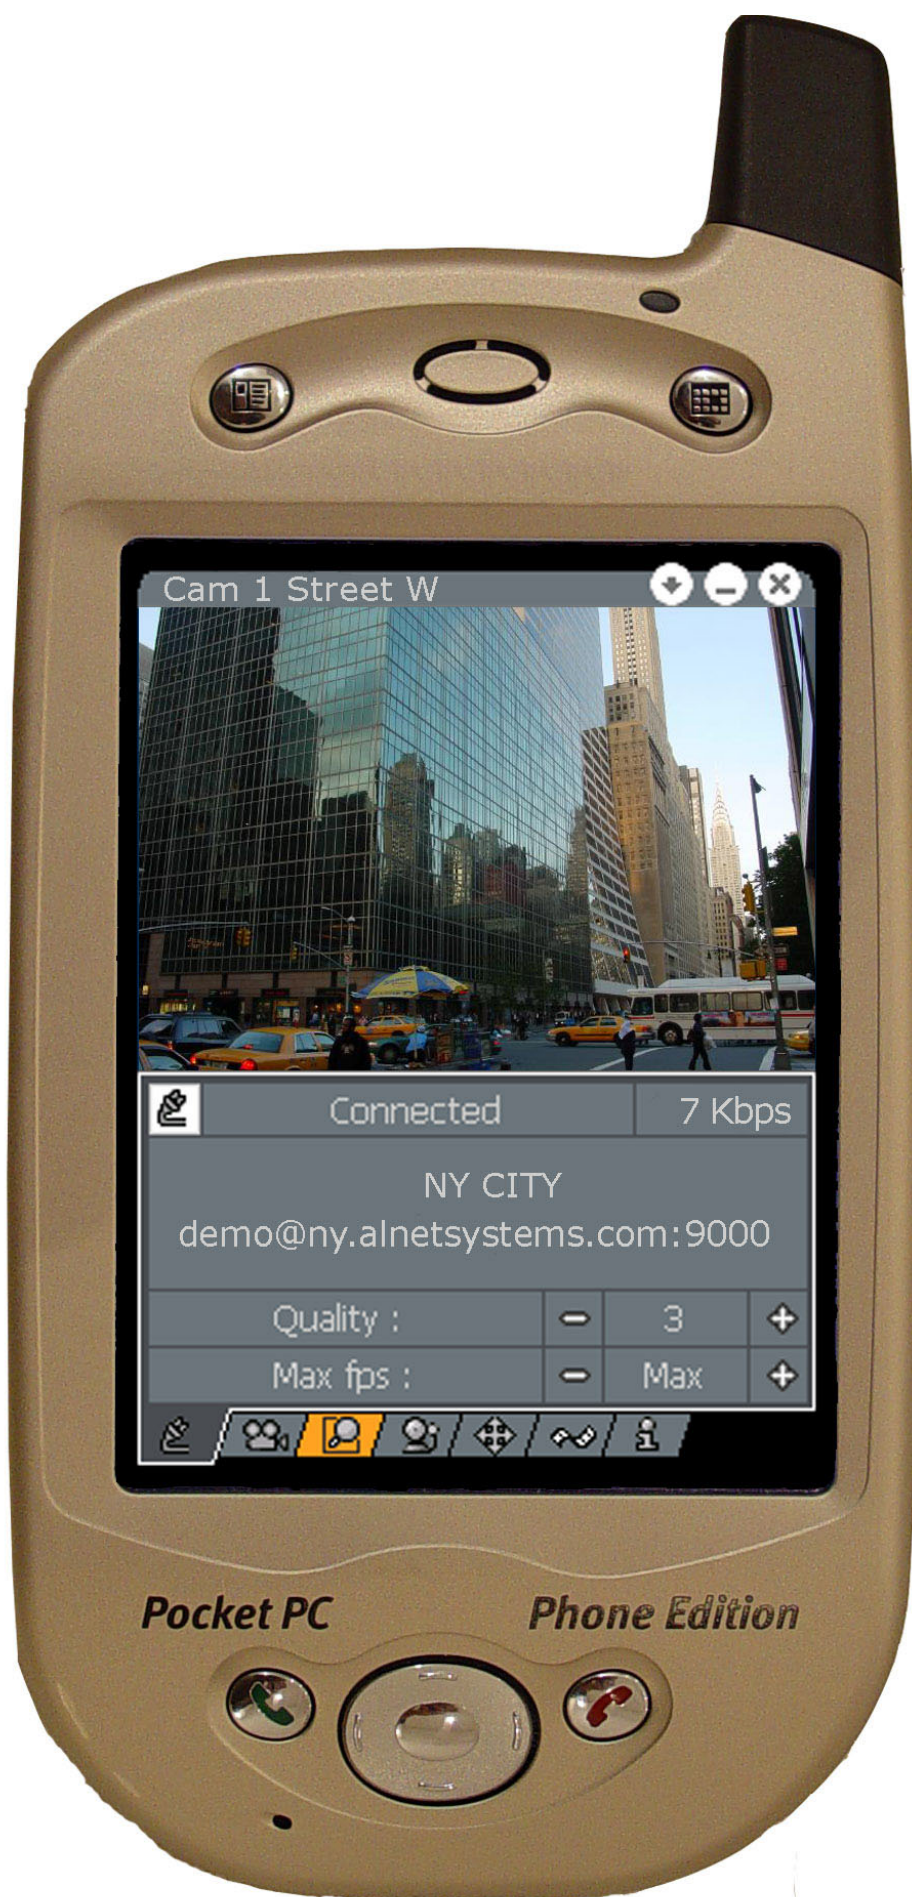 Cam 1 Street W
Connected 7 Kbps
NY CITY
demo@ny.alnetsystems.com:9000
Quality : 3
Max fps : Max
Pocket PC Phone Edition